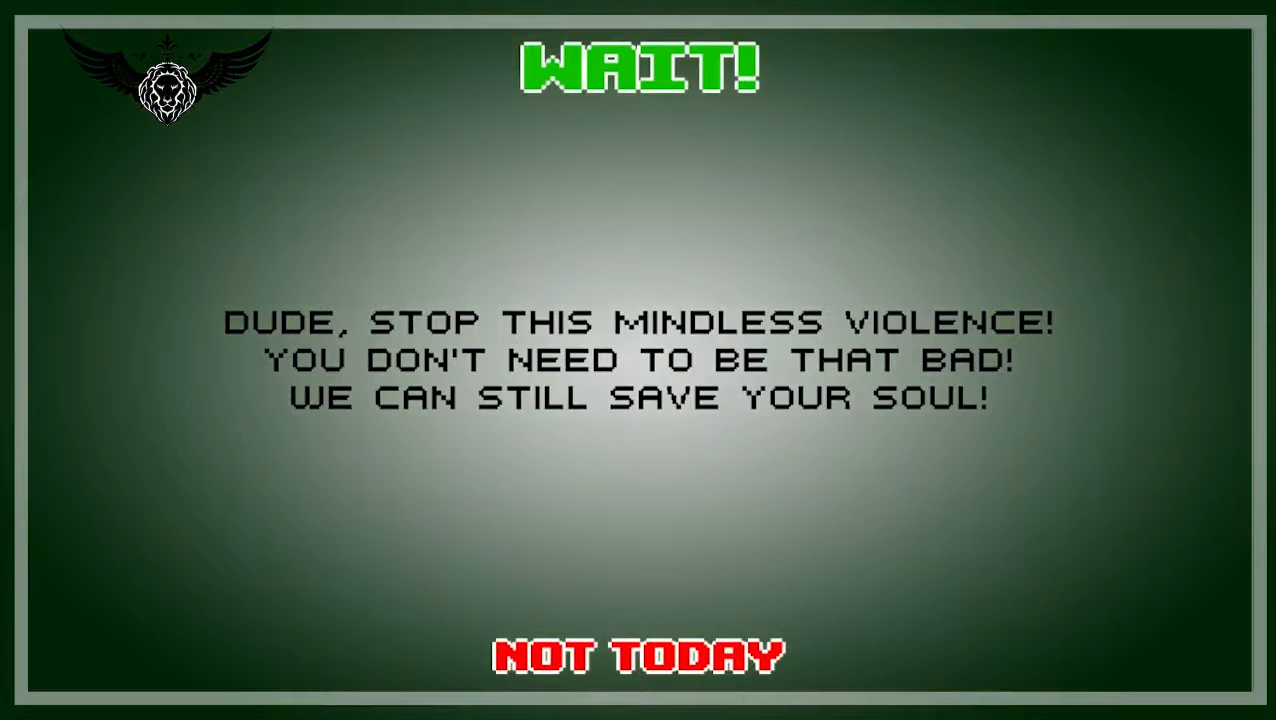 WAIT!
DUDE, STOP THIS MINDLESS VIOLENCE!
YOU DON'T NEED TO BE THAT BAD!
WE CAN STILL SAVE YOUR SOUL!
NOT TODAY